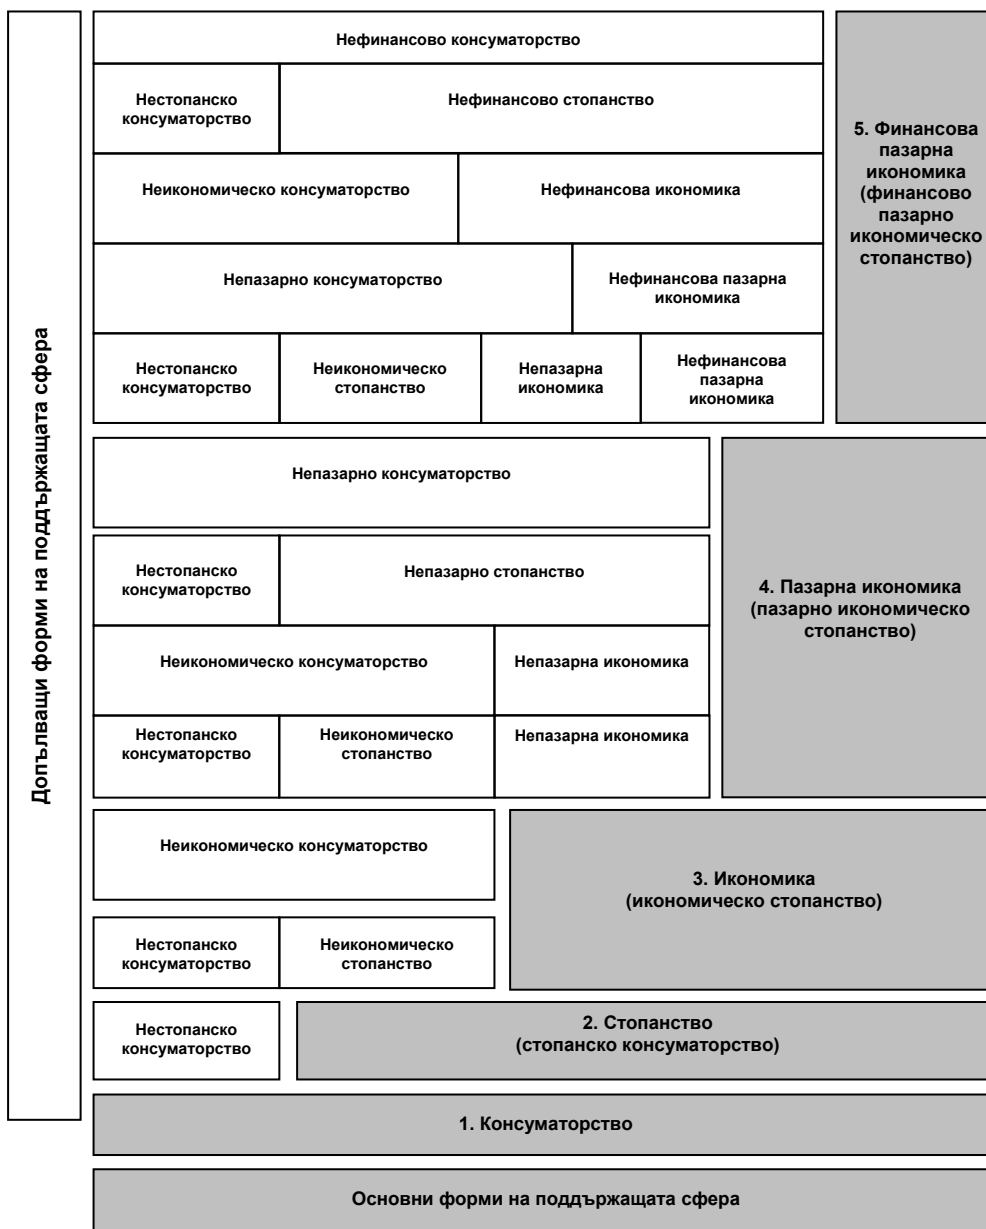 Допълващи форми на поддържащата сфера
Нефинансово консуматорство
Нестопанско
консуматорство
Нефинансово стопанство
Неикономическо консуматорство
Нефинансова икономика
Непазарно консуматорство
Нефинансова пазарна
икономика
Нестопанско
консуматорство
Неикономическо
стопанство
Непазарна
икономика
Нефинансова
пазарна
икономика
5. Финансова
пазарна
икономика
(финансово
пазарно
икономическо
стопанство)
Непазарно консуматорство
Нестопанско
консуматорство
Непазарно стопанство
Неикономическо консуматорство
Непазарна икономика
Нестопанско
консуматорство
Неикономическо
стопанство
Непазарна икономика
4. Пазарна икономика
(пазарно икономическо
стопанство)
Неикономическо консуматорство
Нестопанско
консуматорство
Неикономическо
стопанство
3. Икономика
(икономическо стопанство)
Нестопанско
консуматорство
2. Стопанство
(стопанско консуматорство)
1. Консуматорство
Основни форми на поддържащата сфера